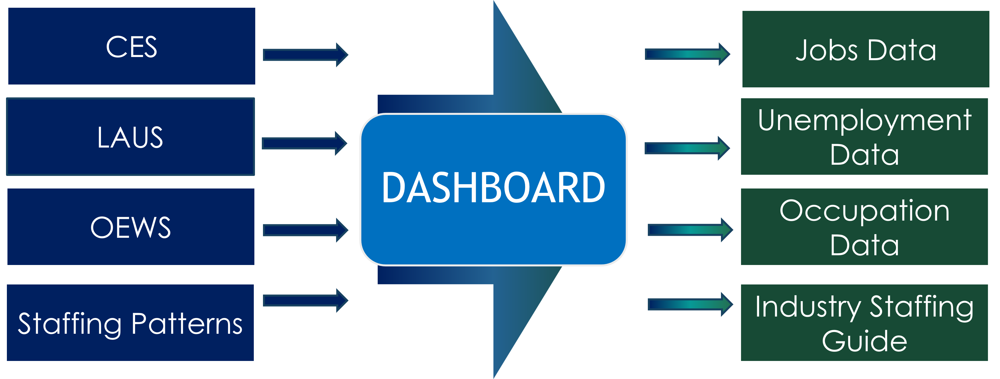 CES
LAUS
OEWS
Staffing Patterns
DASHBOARD
Jobs Data
Unemployment
Data
Occupation
Data
Industry Staffing
Guide